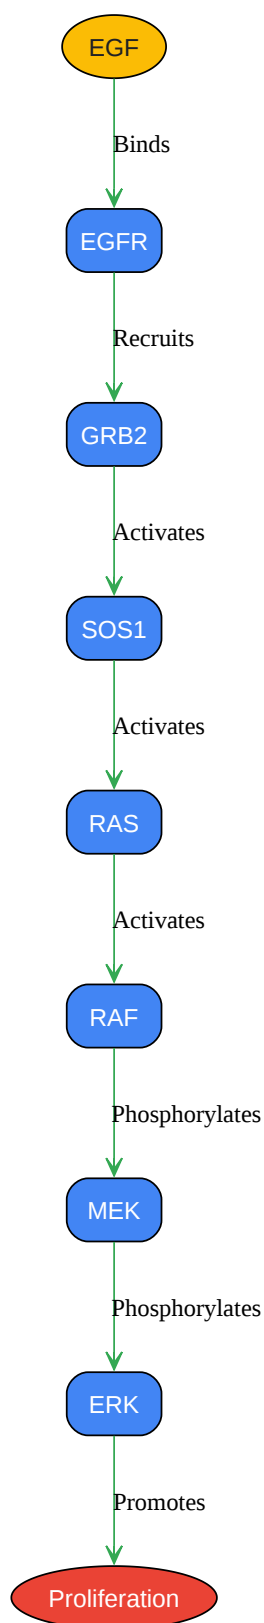 EGF
Binds
EGFR
Recruits
GRB2
Activates
SOS1
Activates
RAS
Activates
RAF
Phosphorylates
MEK
Phosphorylates
ERK
Promotes
Proliferation